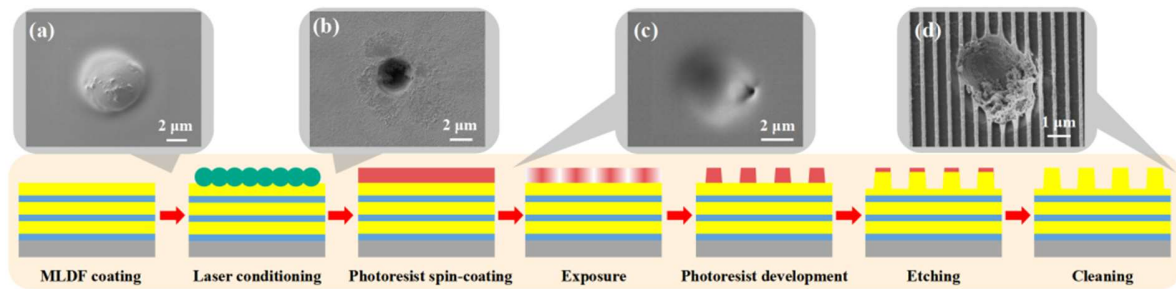 (a)
(b)
(c)
(d)
2 μm
2 μm
2 μm
1 μm
MLDF coating
Laser conditioning
Photoresist spin-coating
Exposure
Photoresist development
Etching
Cleaning